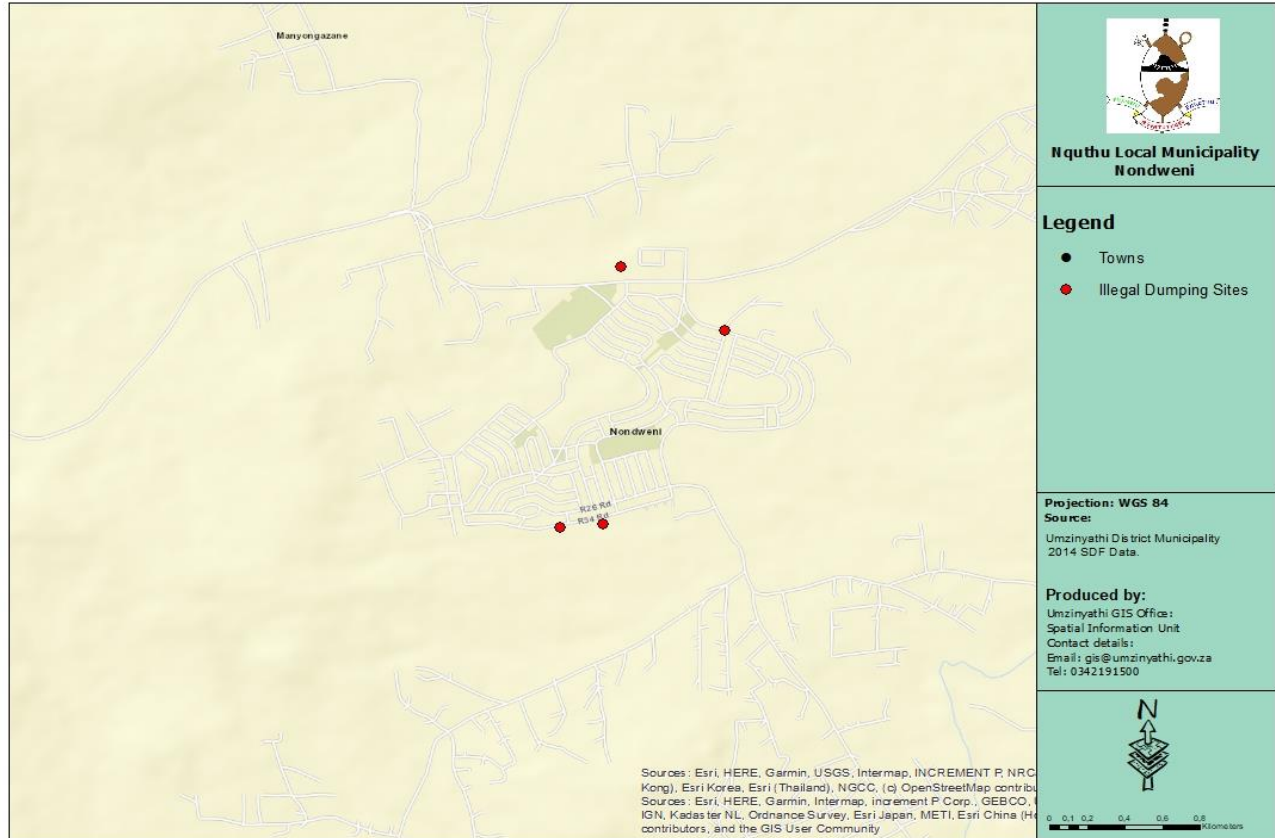 Manyongazane
Nondweni
R26 Rd
R54 Rd
Sources: Esri, HERE, Garmin, USGS, Intermap, INCREMENT P, NRC
Kong), Esri Korea, Esri (Thailand), NGCC, (c) OpenStreetMap contribu
Sources: Esri, HERE, Garmin, Intermap, increment P Corp., GEBCO, U
IGN, Kadaster NL, Ordnance Survey, Esri Japan, METI, Esri China (Ho
contributors, and the GIS User Community
Nquthu Local Municipality
Nondweni
Legend
Towns
Illegal Dumping Sites
Projection: WGS 84
Source:
Umzinyathi District Municipality
2014 SDF Data.
Produced by:
Umzinyathi GIS Office:
Spatial Information Unit
Contact details:
Email: gis@umzinyathi.gov.za
Tel: 0342191500
N
0 0,1 0,2 0,4 0,6 0,8
Kilometers